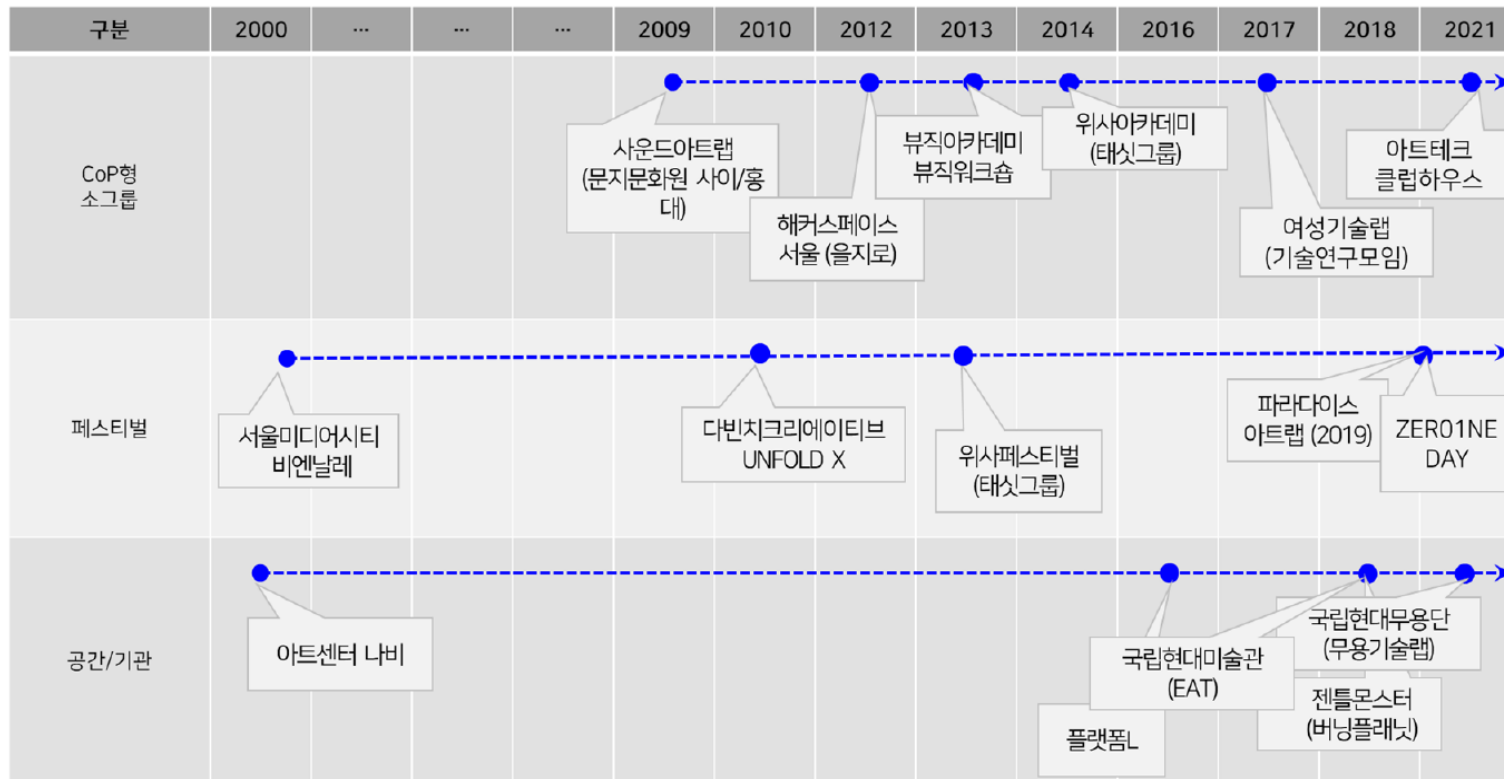 구분 2000 ... ... ... 2009 2010 2012 2013 2014 2016 2017 2018 2021
CoP형
소그룹
사운드아트랩
(문지문화원 사이/홍
대)
해커스페이스
서울 (을지로)
뷰직아카데미
뷰직워크숍
위사아카데미
(태싯그룹)
여성기술랩
(기술연구모임)
아트테크
클럽하우스
페스티벌
서울미디어시티
비엔날레
다빈치크리에이티브
UNFOLD X
위사페스티벌
(태싯그룹)
파라다이스
아트랩 (2019)
ZER01NE
DAY
공간/기관
아트센터 나비
플랫폼L
국립현대미술관
(EAT)
국립현대무용단
(무용기술랩)
젠틀몬스터
(버닝플래닛)